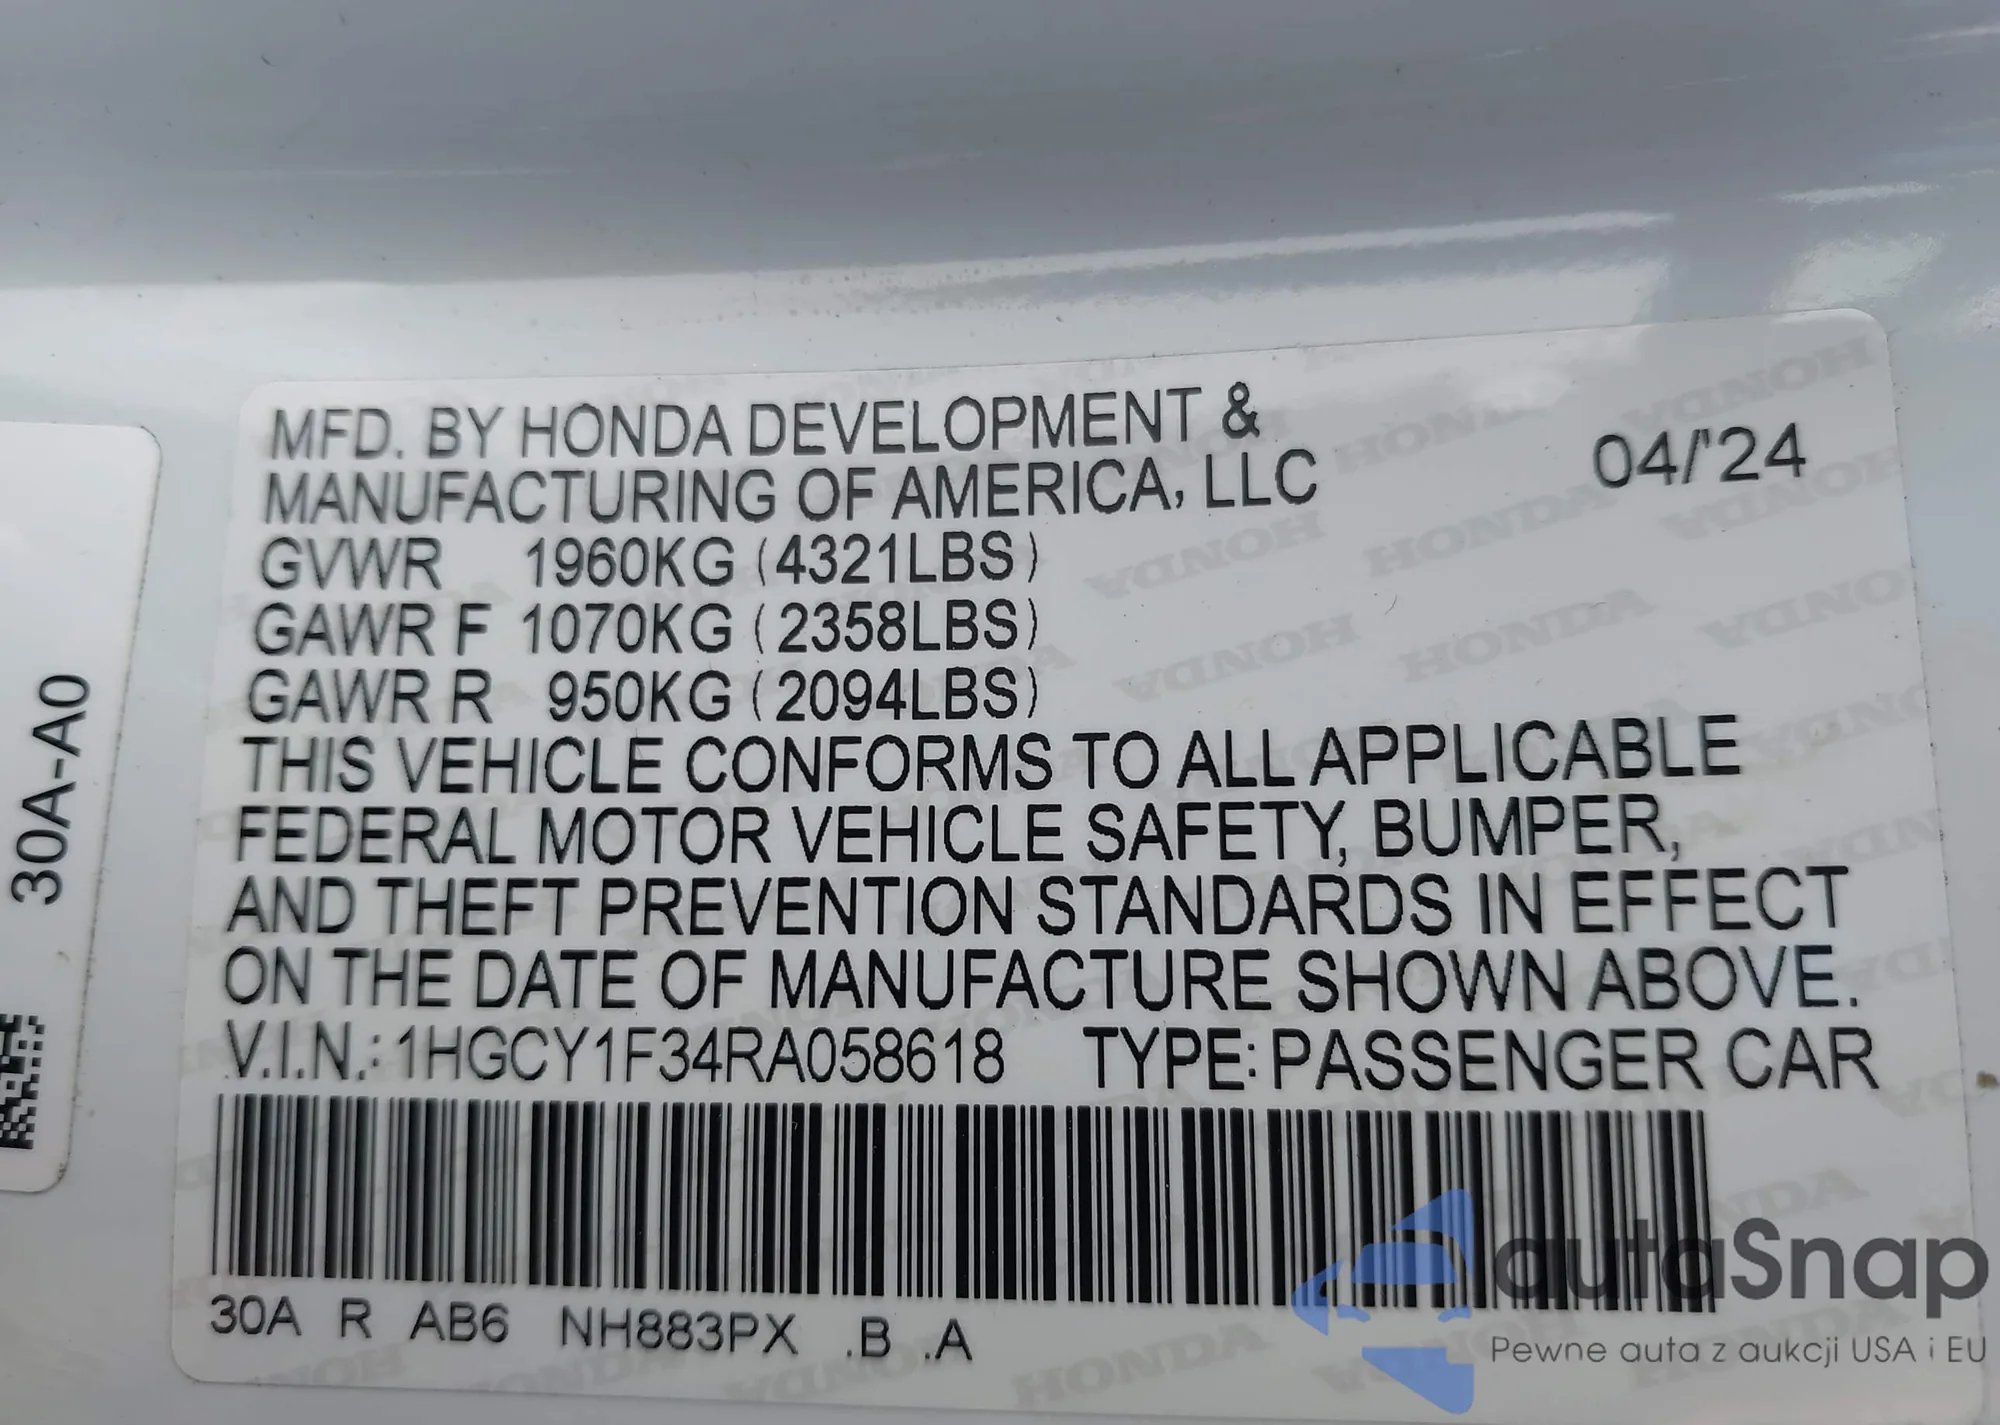 MFD. BY HONDA DEVELOPMENT &
MANUFACTURING OF AMERICA, LLC
04/'24
GVWR 1960KG (4321LBS)
GAWR F 1070KG (2358LBS)
GAWR R 950KG (2094LBS)
THIS VEHICLE CONFORMS TO ALL APPLICABLE
FEDERAL MOTOR VEHICLE SAFETY, BUMPER,
AND THEFT PREVENTION STANDARDS IN EFFECT
ON THE DATE OF MANUFACTURE SHOWN ABOVE.
V.I.N.: 1HGCY1F34RA058618 TYPE: PASSENGER CAR
30A R AB6 NH883PX .B .A
30A-A0
autoSnap
Pewne auta z aukcji USA i EU